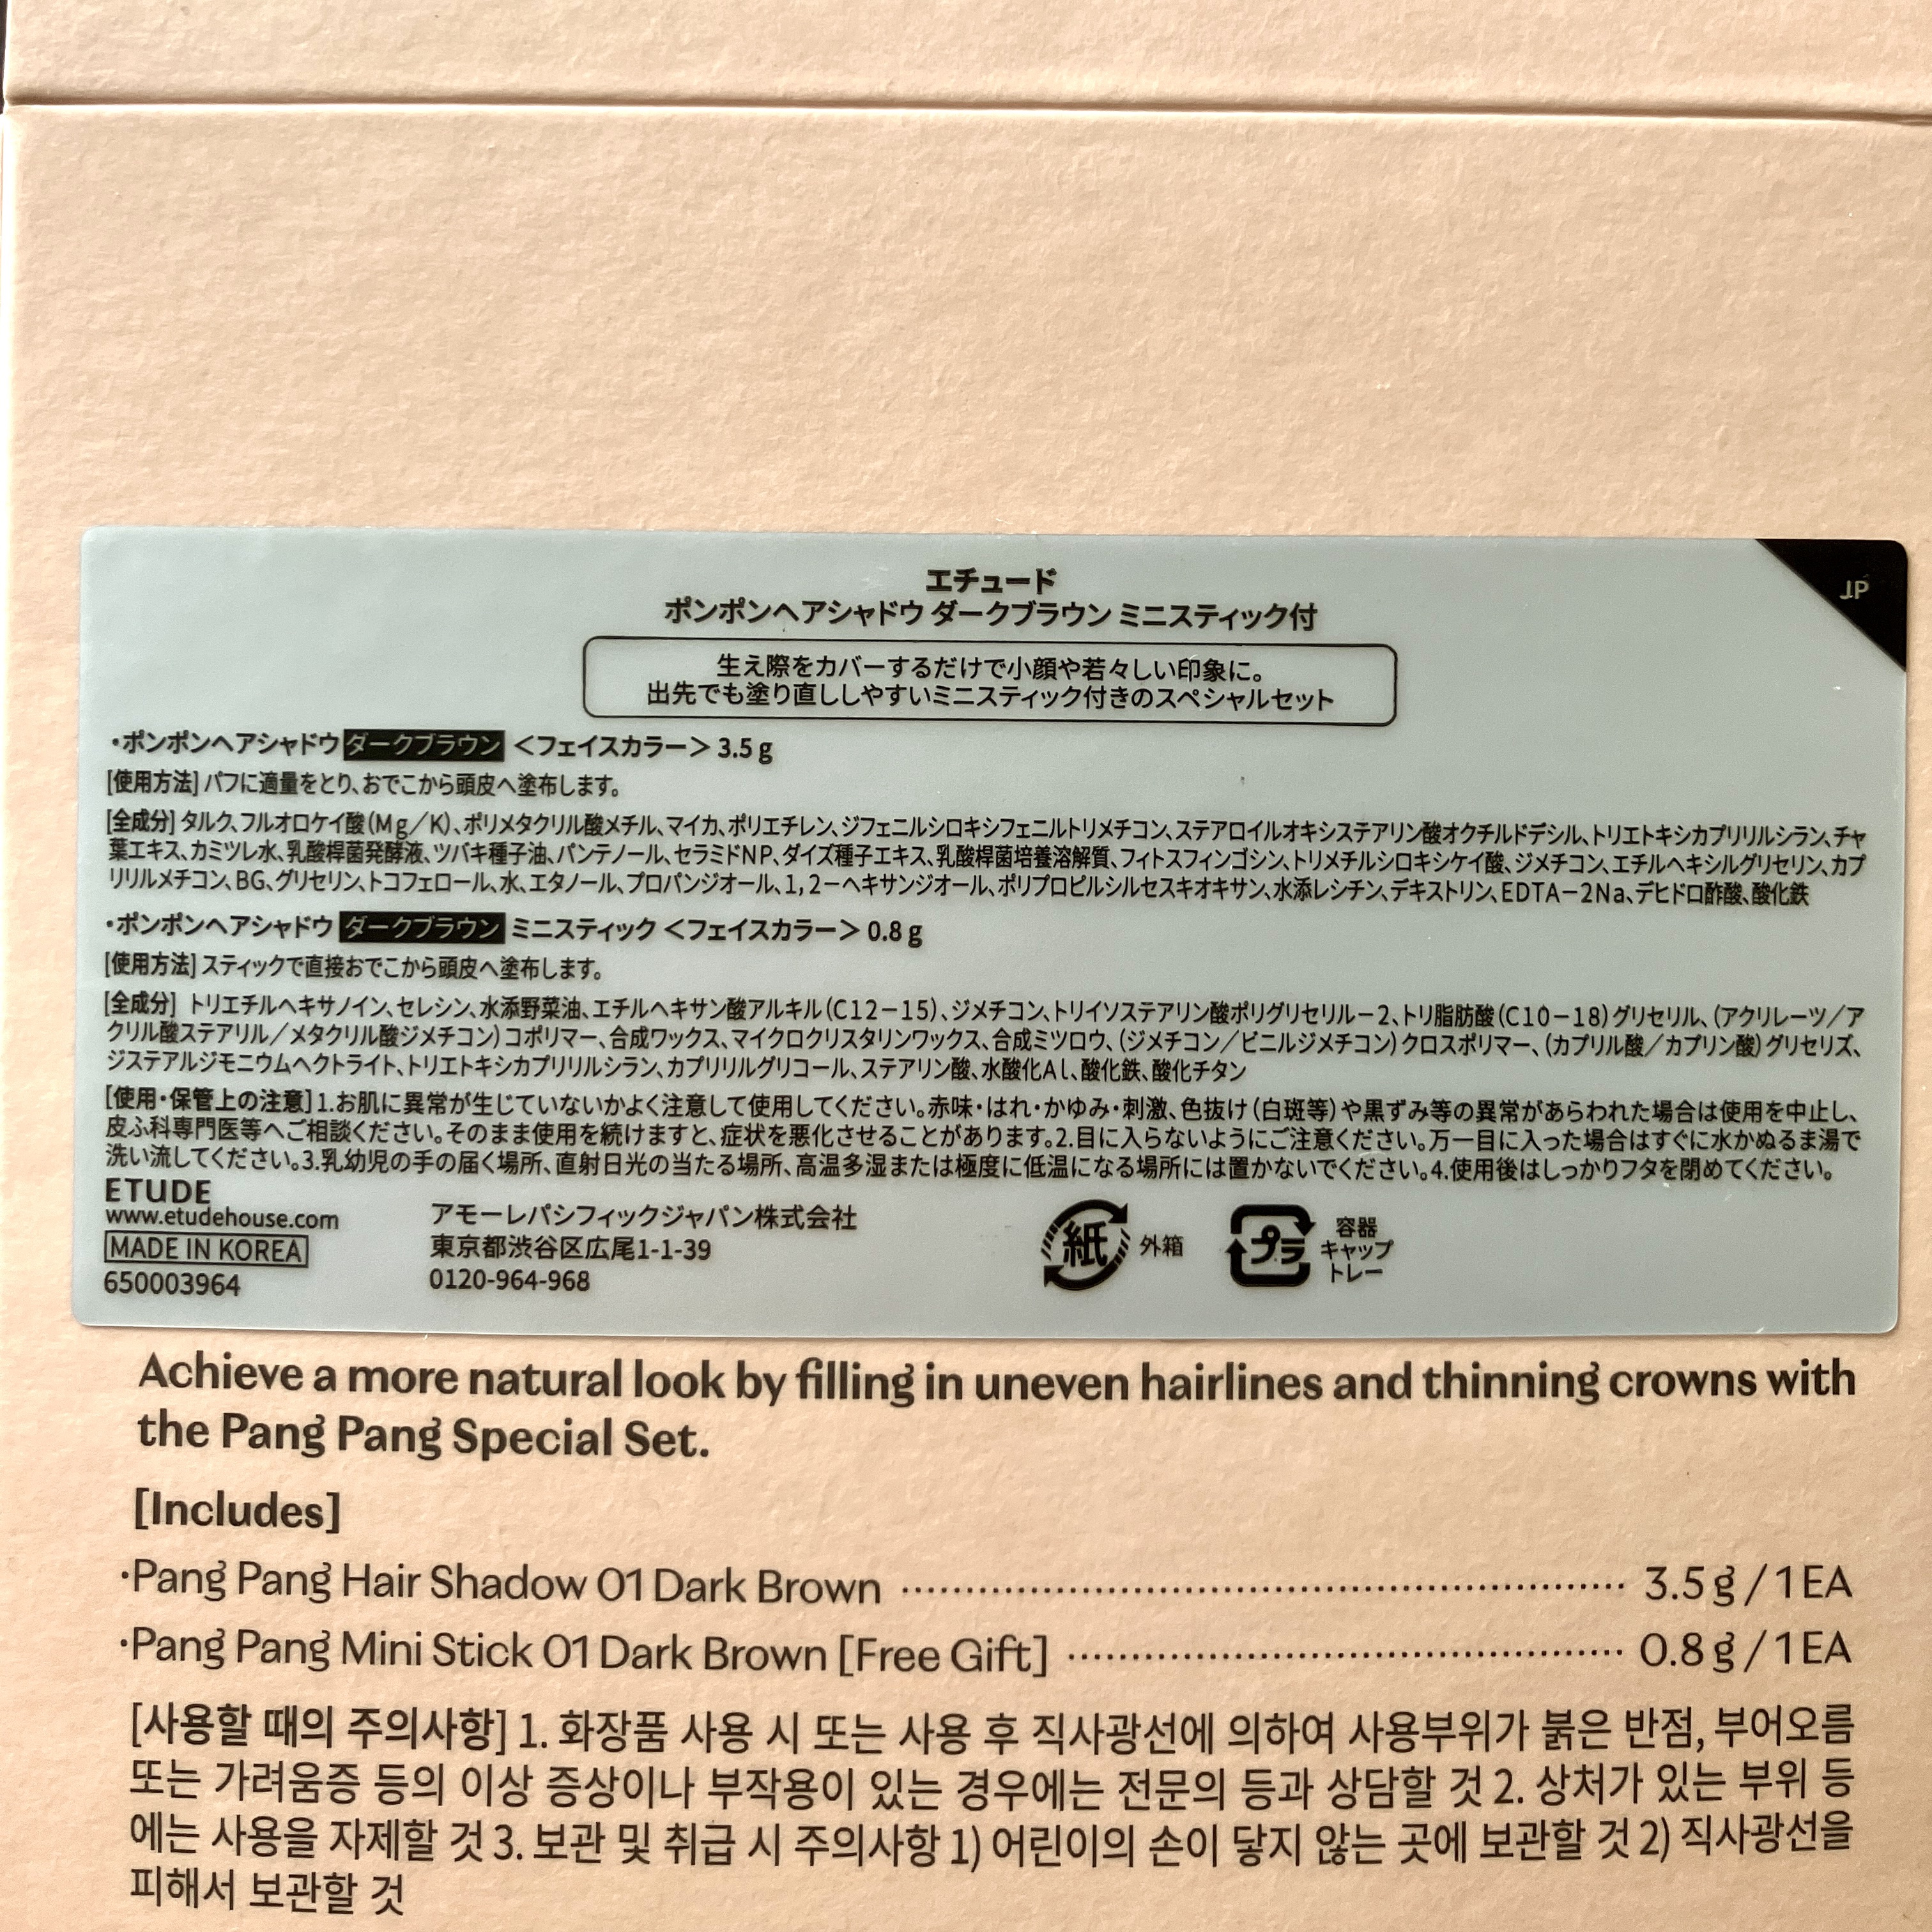 JP
エチュード
ポンポンヘアシャドウ ダークブラウン ミニスティック付
生え際をカバーするだけで小顔や若々しい印象に。
出先でも塗り直ししやすいミニスティック付きのスペシャルセット
・ポンポンヘアシャドウ ダークブラウン ＜フェイスカラー＞ 3.5 g
[使用方法] パフに適量をとり、おでこから頭皮へ塗布します。
[全成分] タルク、フルオロケイ酸(Mg／K)、ポリメタクリル酸メチル、マイカ、ポリエチレン、ジフェニルシロキシフェニルトリメチコン、ステアロイルオキシステアリン酸オクチルドデシル、トリエトキシカプリリルシラン、チャ
葉エキス、カミツレ水、乳酸桿菌発酵液、ツバキ種子油、パンテノール、セラミドNP、ダイズ種子エキス、乳酸桿菌培養溶解質、フィトスフィンゴシン、トリメチルシロキシケイ酸、ジメチコン、エチルヘキシルグリセリン、カプ
リリルメチコン、BG、グリセリン、トコフェロール、水、エタノール、プロパンジオール、1,2－ヘキサンジオール、ポリプロピルシルセスキオキサン、水添レシチン、デキストリン、EDTA－2Na、デヒドロ酢酸、酸化鉄
・ポンポンヘアシャドウ ダークブラウン ミニスティック ＜フェイスカラー＞ 0.8 g
[使用方法] スティックで直接おでこから頭皮へ塗布します。
[全成分] トリエチルヘキサノイン、セレシン、水添野菜油、エチルヘキサン酸アルキル(C12－15)、ジメチコン、トリイソステアリン酸ポリグリセリル－2、トリ脂肪酸(C10－18)グリセリル、(アクリレーツ／ア
クリル酸ステアリル／メタクリル酸ジメチコン)コポリマー、合成ワックス、マイクロクリスタリンワックス、合成ミツロウ、(ジメチコン／ビニルジメチコン)クロスポリマー、(カプリル酸／カプリン酸)グリセリズ、
ジステアルジモニウムヘクトライト、トリエトキシカプリリルシラン、カプリリルグリコール、ステアリン酸、水酸化Al、酸化鉄、酸化チタン
[使用・保管上の注意] 1.お肌に異常が生じていないかよく注意して使用してください。赤味・はれ・かゆみ・刺激、色抜け(白斑等)や黒ずみ等の異常があらわれた場合は使用を中止し、
皮ふ科専門医等へご相談ください。そのまま使用を続けますと、症状を悪化させることがあります。2.目に入らないようにご注意ください。万一目に入った場合はすぐに水かぬるま湯で
洗い流してください。3.乳幼児の手の届く場所、直射日光の当たる場所、高温多湿または極度に低温になる場所には置かないでください。4.使用後はしっかりフタを閉めてください。
ETUDE
www.etudehouse.com
MADE IN KOREA
650003964
アモーレパシフィックジャパン株式会社
東京都渋谷区広尾1-1-39
0120-964-968
紙 外箱
プラ 容器
キャップ
トレー
Achieve a more natural look by filling in uneven hairlines and thinning crowns with
the Pang Pang Special Set.
[Includes]
·Pang Pang Hair Shadow 01 Dark Brown ········ 3.5 g / 1 EA
·Pang Pang Mini Stick 01 Dark Brown [Free Gift] ········ 0.8 g / 1 EA
[사용할 때의 주의사항] 1. 화장품 사용 시 또는 사용 후 직사광선에 의하여 사용부위가 붉은 반점, 부어오름
또는 가려움증 등의 이상 증상이나 부작용이 있는 경우에는 전문의 등과 상담할 것 2. 상처가 있는 부위 등
에는 사용을 자제할 것 3. 보관 및 취급 시 주의사항 1) 어린이의 손이 닿지 않는 곳에 보관할 것 2) 직사광선을
피해서 보관할 것